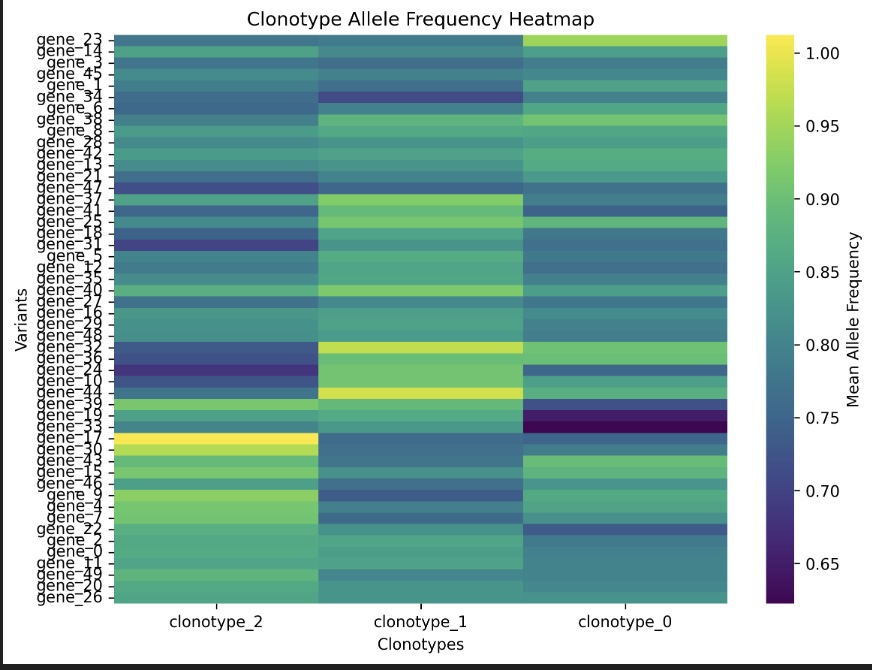 Clonotype Allele Frequency Heatmap
gene_23
gene_14
gene_3
gene_45
gene_1
gene_34
gene_6
gene_38
gene_8
gene_28
gene_42
gene_13
gene_21
gene_47
gene_37
gene_41
gene_25
gene_18
gene_31
gene_5
gene_12
gene_35
gene_40
gene_27
gene_16
gene_29
gene_48
gene_32
gene_36
gene_24
gene_10
gene_44
gene_39
gene_19
gene_33
gene_17
gene_30
gene_43
gene_15
gene_46
gene_9
gene_4
gene_7
gene_22
gene_2
gene_0
gene_11
gene_49
gene_20
gene_26
Variants
clonotype_2
clonotype_1
clonotype_0
Clonotypes
1.00
0.95
0.90
0.85
0.80
0.75
0.70
0.65
Mean Allele Frequency